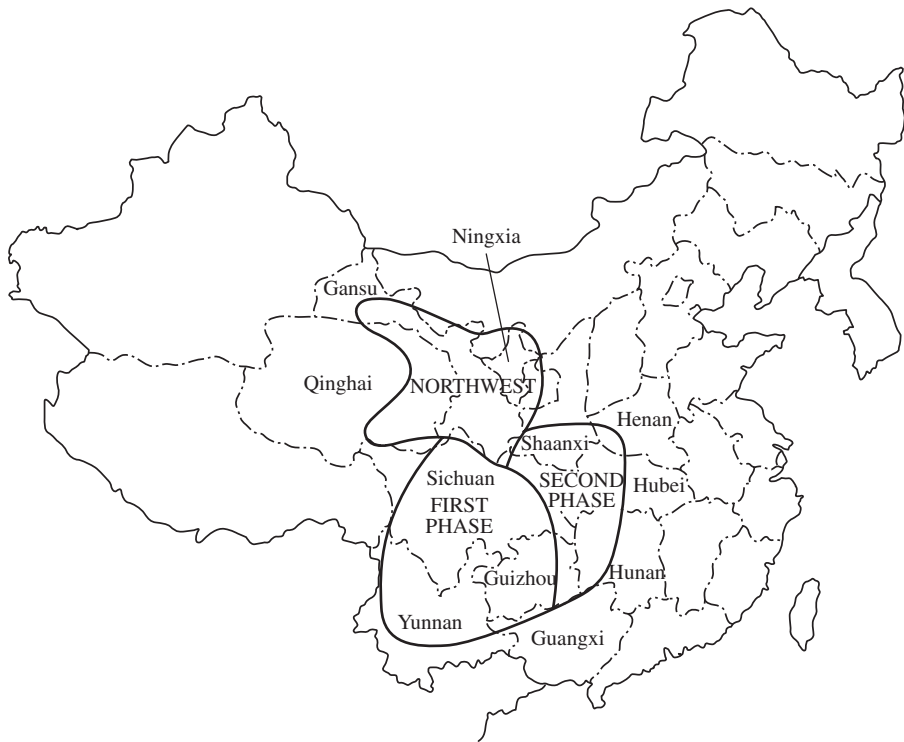 Ningxia
Gansu
Qinghai
NORTHWEST
Henan
Shaanxi
Sichuan
SECOND
PHASE
Hubei
FIRST
PHASE
Guizhou
Hunan
Yunnan
Guangxi